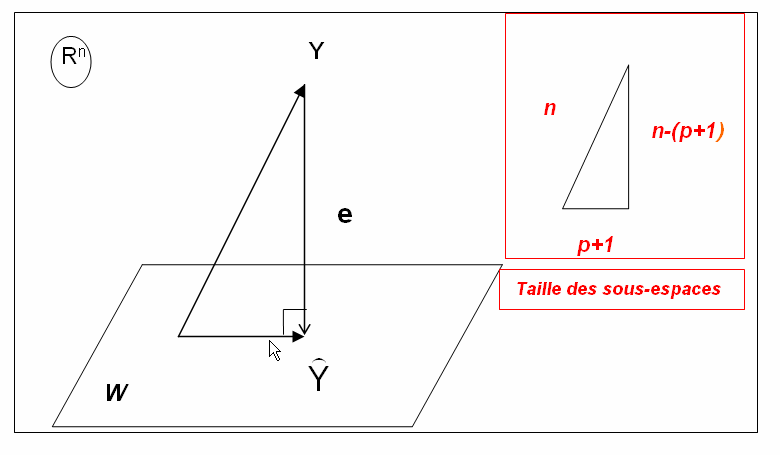 Rⁿ
Y
n
n-(p+1)
e
p+1
Taille des sous-espaces
Ŷ
W